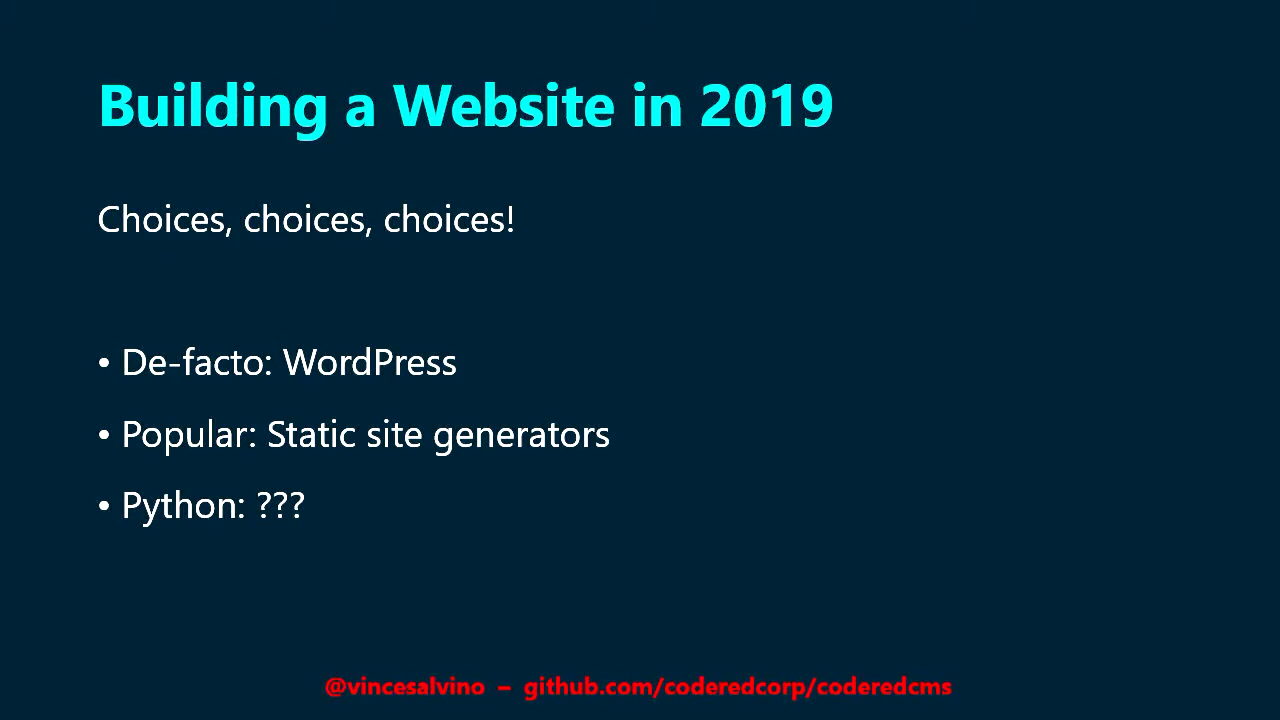 Building a Website in 2019
Choices, choices, choices!
• De-facto: WordPress
• Popular: Static site generators
• Python: ???
@vincesalvino – github.com/coderedcorp/coderedcms